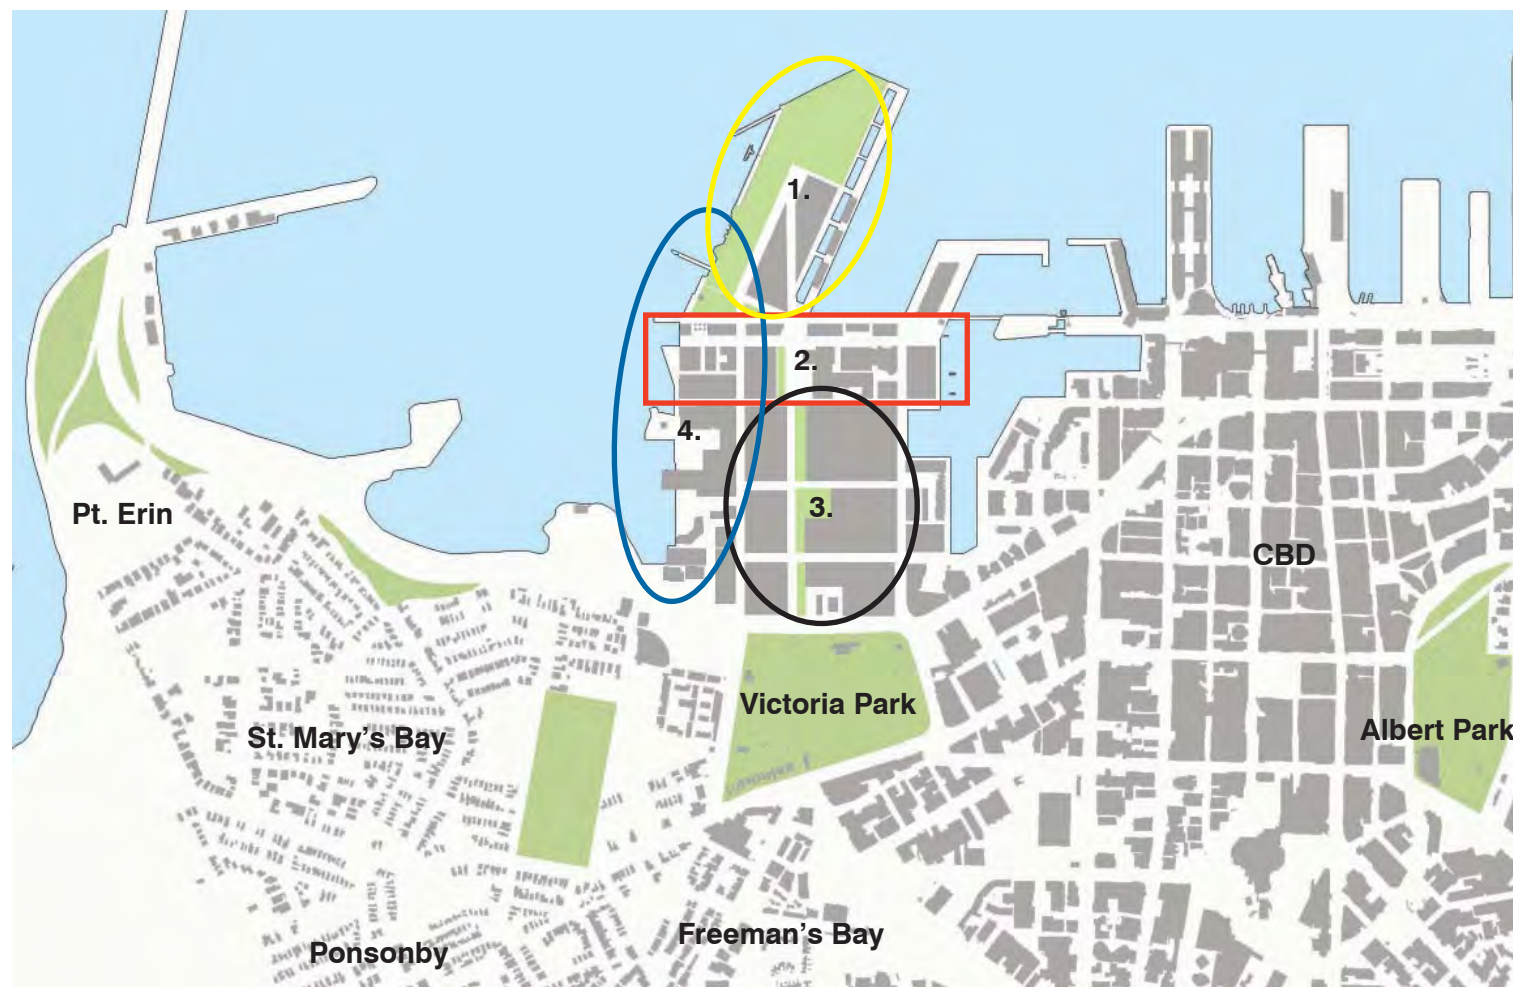 1.
2.
4.
3.
Pt. Erin
CBD
Victoria Park
Albert Park
St. Mary's Bay
Freeman's Bay
Ponsonby